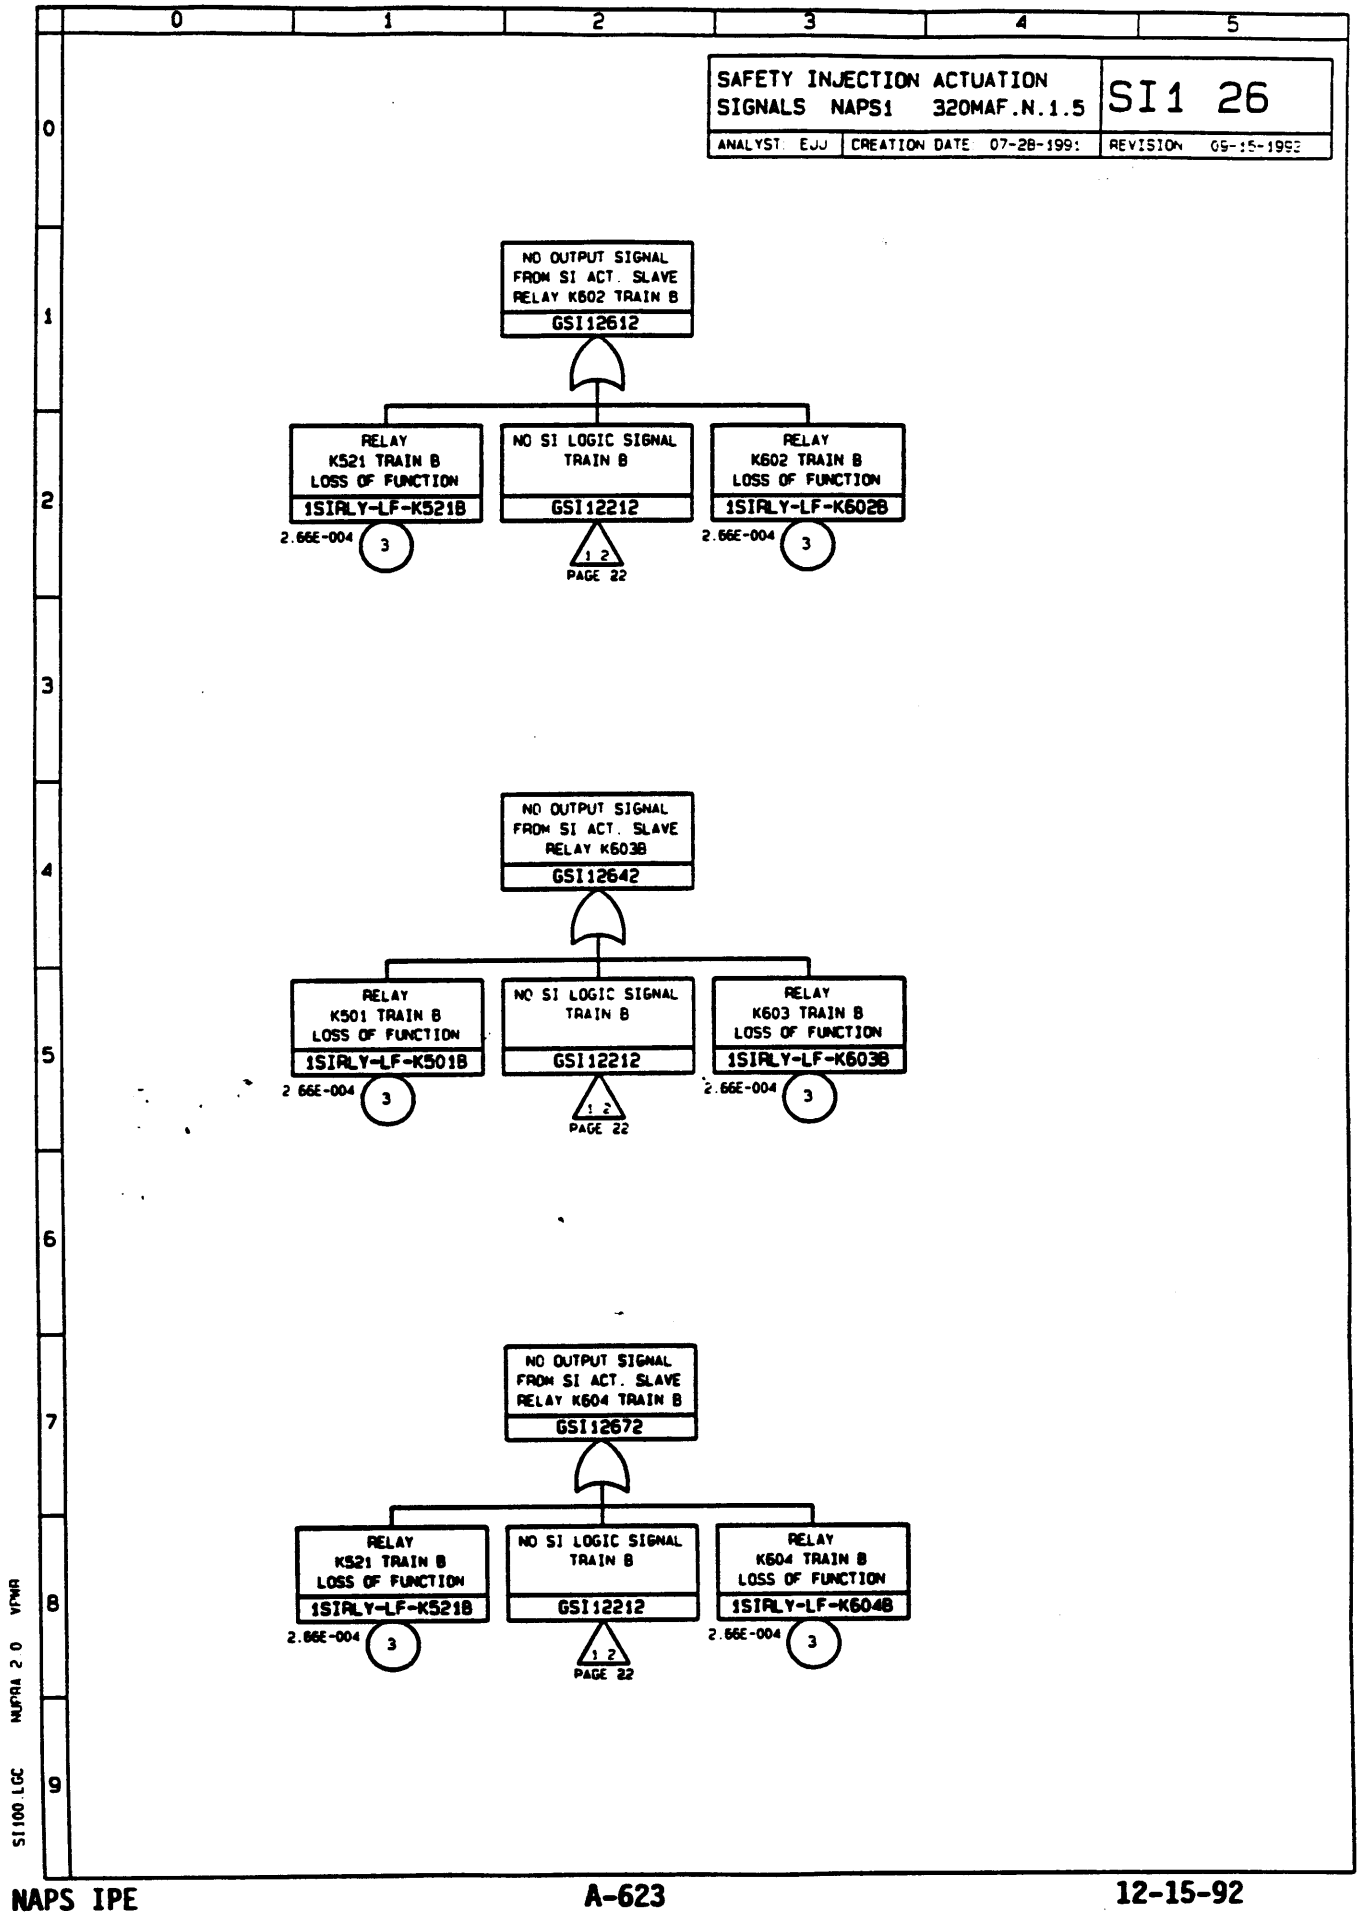 0 1 2 3 4 5
SAFETY INJECTION ACTUATION
SIGNALS NAPS1 320MAF.N.1.5
SI1 26
ANALYST: EJJ CREATION DATE: 07-28-1991 REVISION
0
NO OUTPUT SIGNAL
FROM SI ACT. SLAVE
RELAY K602 TRAIN B
GSI12612
1
RELAY
K521 TRAIN B
LOSS OF FUNCTION
1SIRLY-LF-K521B
2.66E-004
3
NO SI LOGIC SIGNAL
TRAIN B
GSI12212
1 2
PAGE 22
RELAY
K602 TRAIN B
LOSS OF FUNCTION
1SIRLY-LF-K602B
2.66E-004
3
2
3
NO OUTPUT SIGNAL
FROM SI ACT. SLAVE
RELAY K603B
GSI12642
4
RELAY
K501 TRAIN B
LOSS OF FUNCTION
1SIRLY-LF-K501B
2.66E-004
3
NO SI LOGIC SIGNAL
TRAIN B
GSI12212
1 2
PAGE 22
RELAY
K603 TRAIN B
LOSS OF FUNCTION
1SIRLY-LF-K603B
2.66E-004
3
5
6
NO OUTPUT SIGNAL
FROM SI ACT. SLAVE
RELAY K604 TRAIN B
GSI12672
7
RELAY
K521 TRAIN B
LOSS OF FUNCTION
1SIRLY-LF-K521B
2.66E-004
3
NO SI LOGIC SIGNAL
TRAIN B
GSI12212
1 2
PAGE 22
RELAY
K604 TRAIN B
LOSS OF FUNCTION
1SIRLY-LF-K604B
2.66E-004
3
8
9
SI100.LGC NUPRA 2.0 VPWR
NAPS IPE A-623 12-15-92